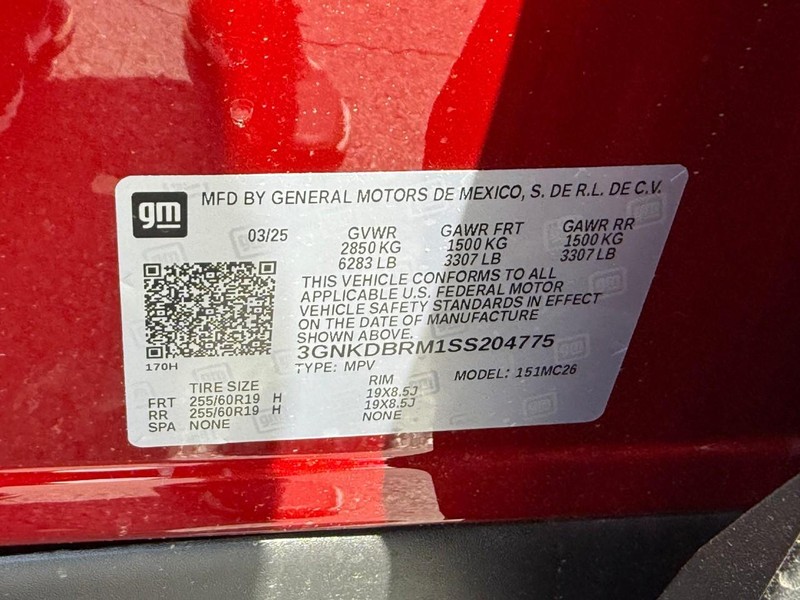 gm MFD BY GENERAL MOTORS DE MEXICO, S. DE R.L. DE C.V.
03/25 GVWR GAWR FRT GAWR RR
2850 KG 1500 KG 1500 KG
6283 LB 3307 LB 3307 LB
THIS VEHICLE CONFORMS TO ALL
APPLICABLE U.S. FEDERAL MOTOR
VEHICLE SAFETY STANDARDS IN EFFECT
ON THE DATE OF MANUFACTURE
SHOWN ABOVE.
3GNKDBRM1SS204775
170H TYPE: MPV MODEL: 151MC26
TIRE SIZE RIM
FRT 255/60R19 H 19X8.5J
RR 255/60R19 H 19X8.5J
SPA NONE NONE